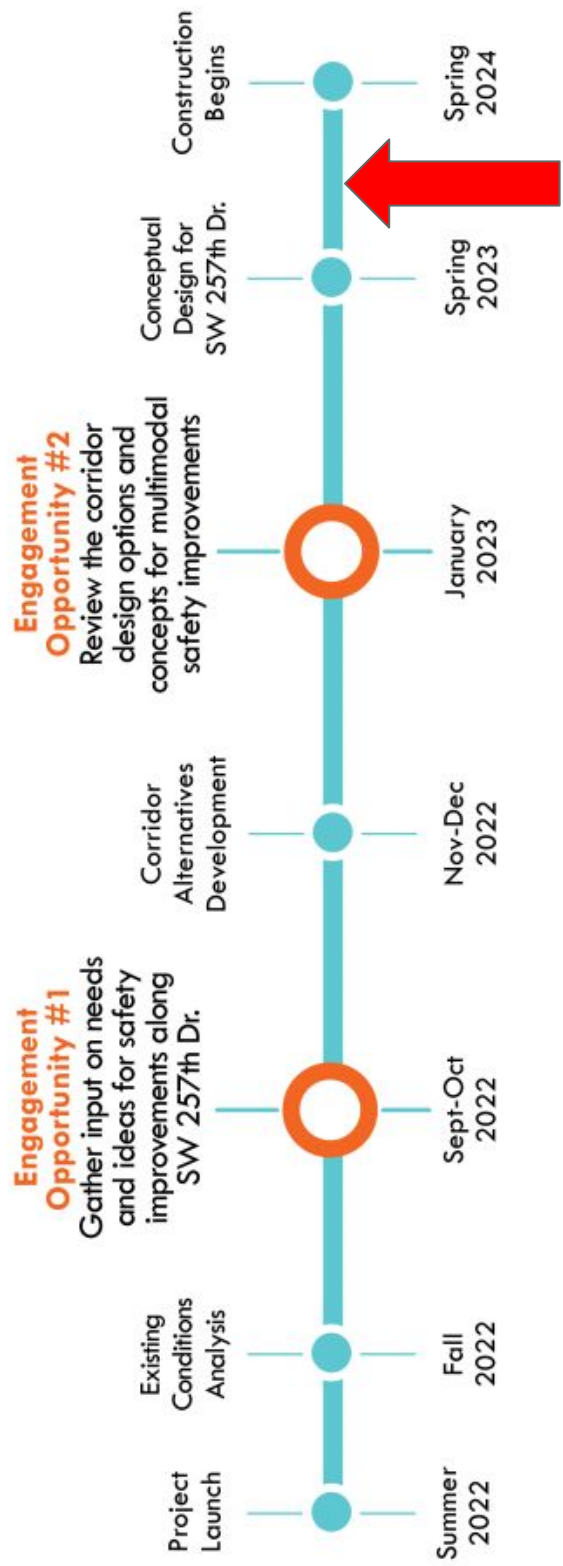 Project
Launch
Summer
2022
Existing
Conditions
Analysis
Fall
2022
Engagement
Opportunity #1
Gather input on needs
and ideas for safety
improvements along
SW 257th Dr.
Sept-Oct
2022
Corridor
Alternatives
Development
Nov-Dec
2022
Engagement
Opportunity #2
Review the corridor
design options and
concepts for multimodal
safety improvements
January
2023
Conceptual
Design for
SW 257th Dr.
Spring
2023
Construction
Begins
Spring
2024